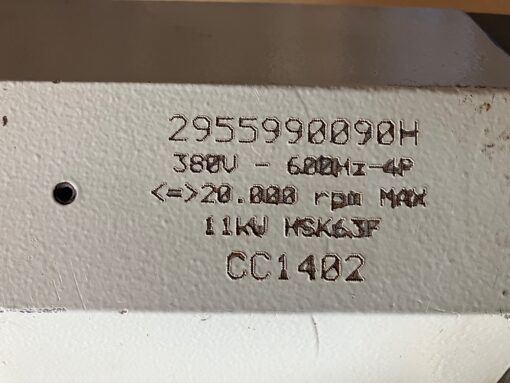 2955990090H
380V - 600Hz-4P
<=>20.000 rpm MAX
11kW HSK63F
CC1402